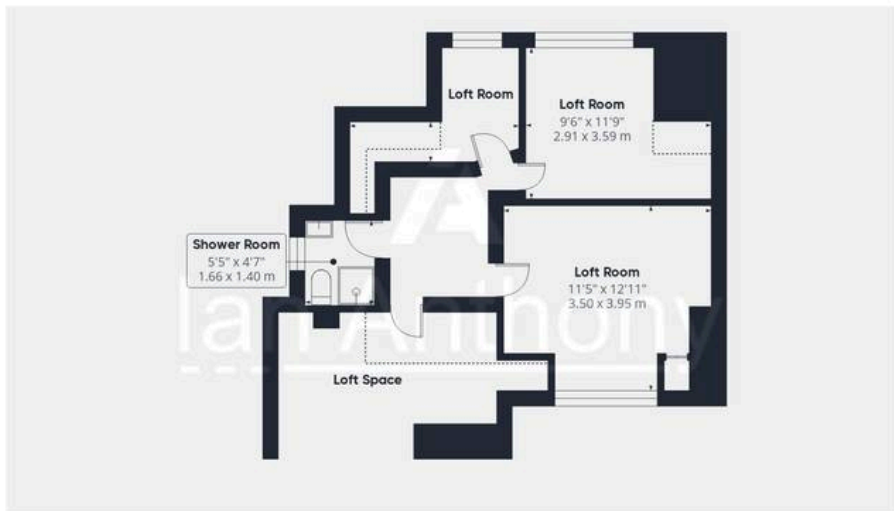 Loft Room
Loft Room
9'6" x 11'9"
2.91 x 3.59 m
Shower Room
5'5" x 4'7"
1.66 x 1.40 m
Loft Room
11'5" x 12'11"
3.50 x 3.95 m
Ian Anthony
Loft Space